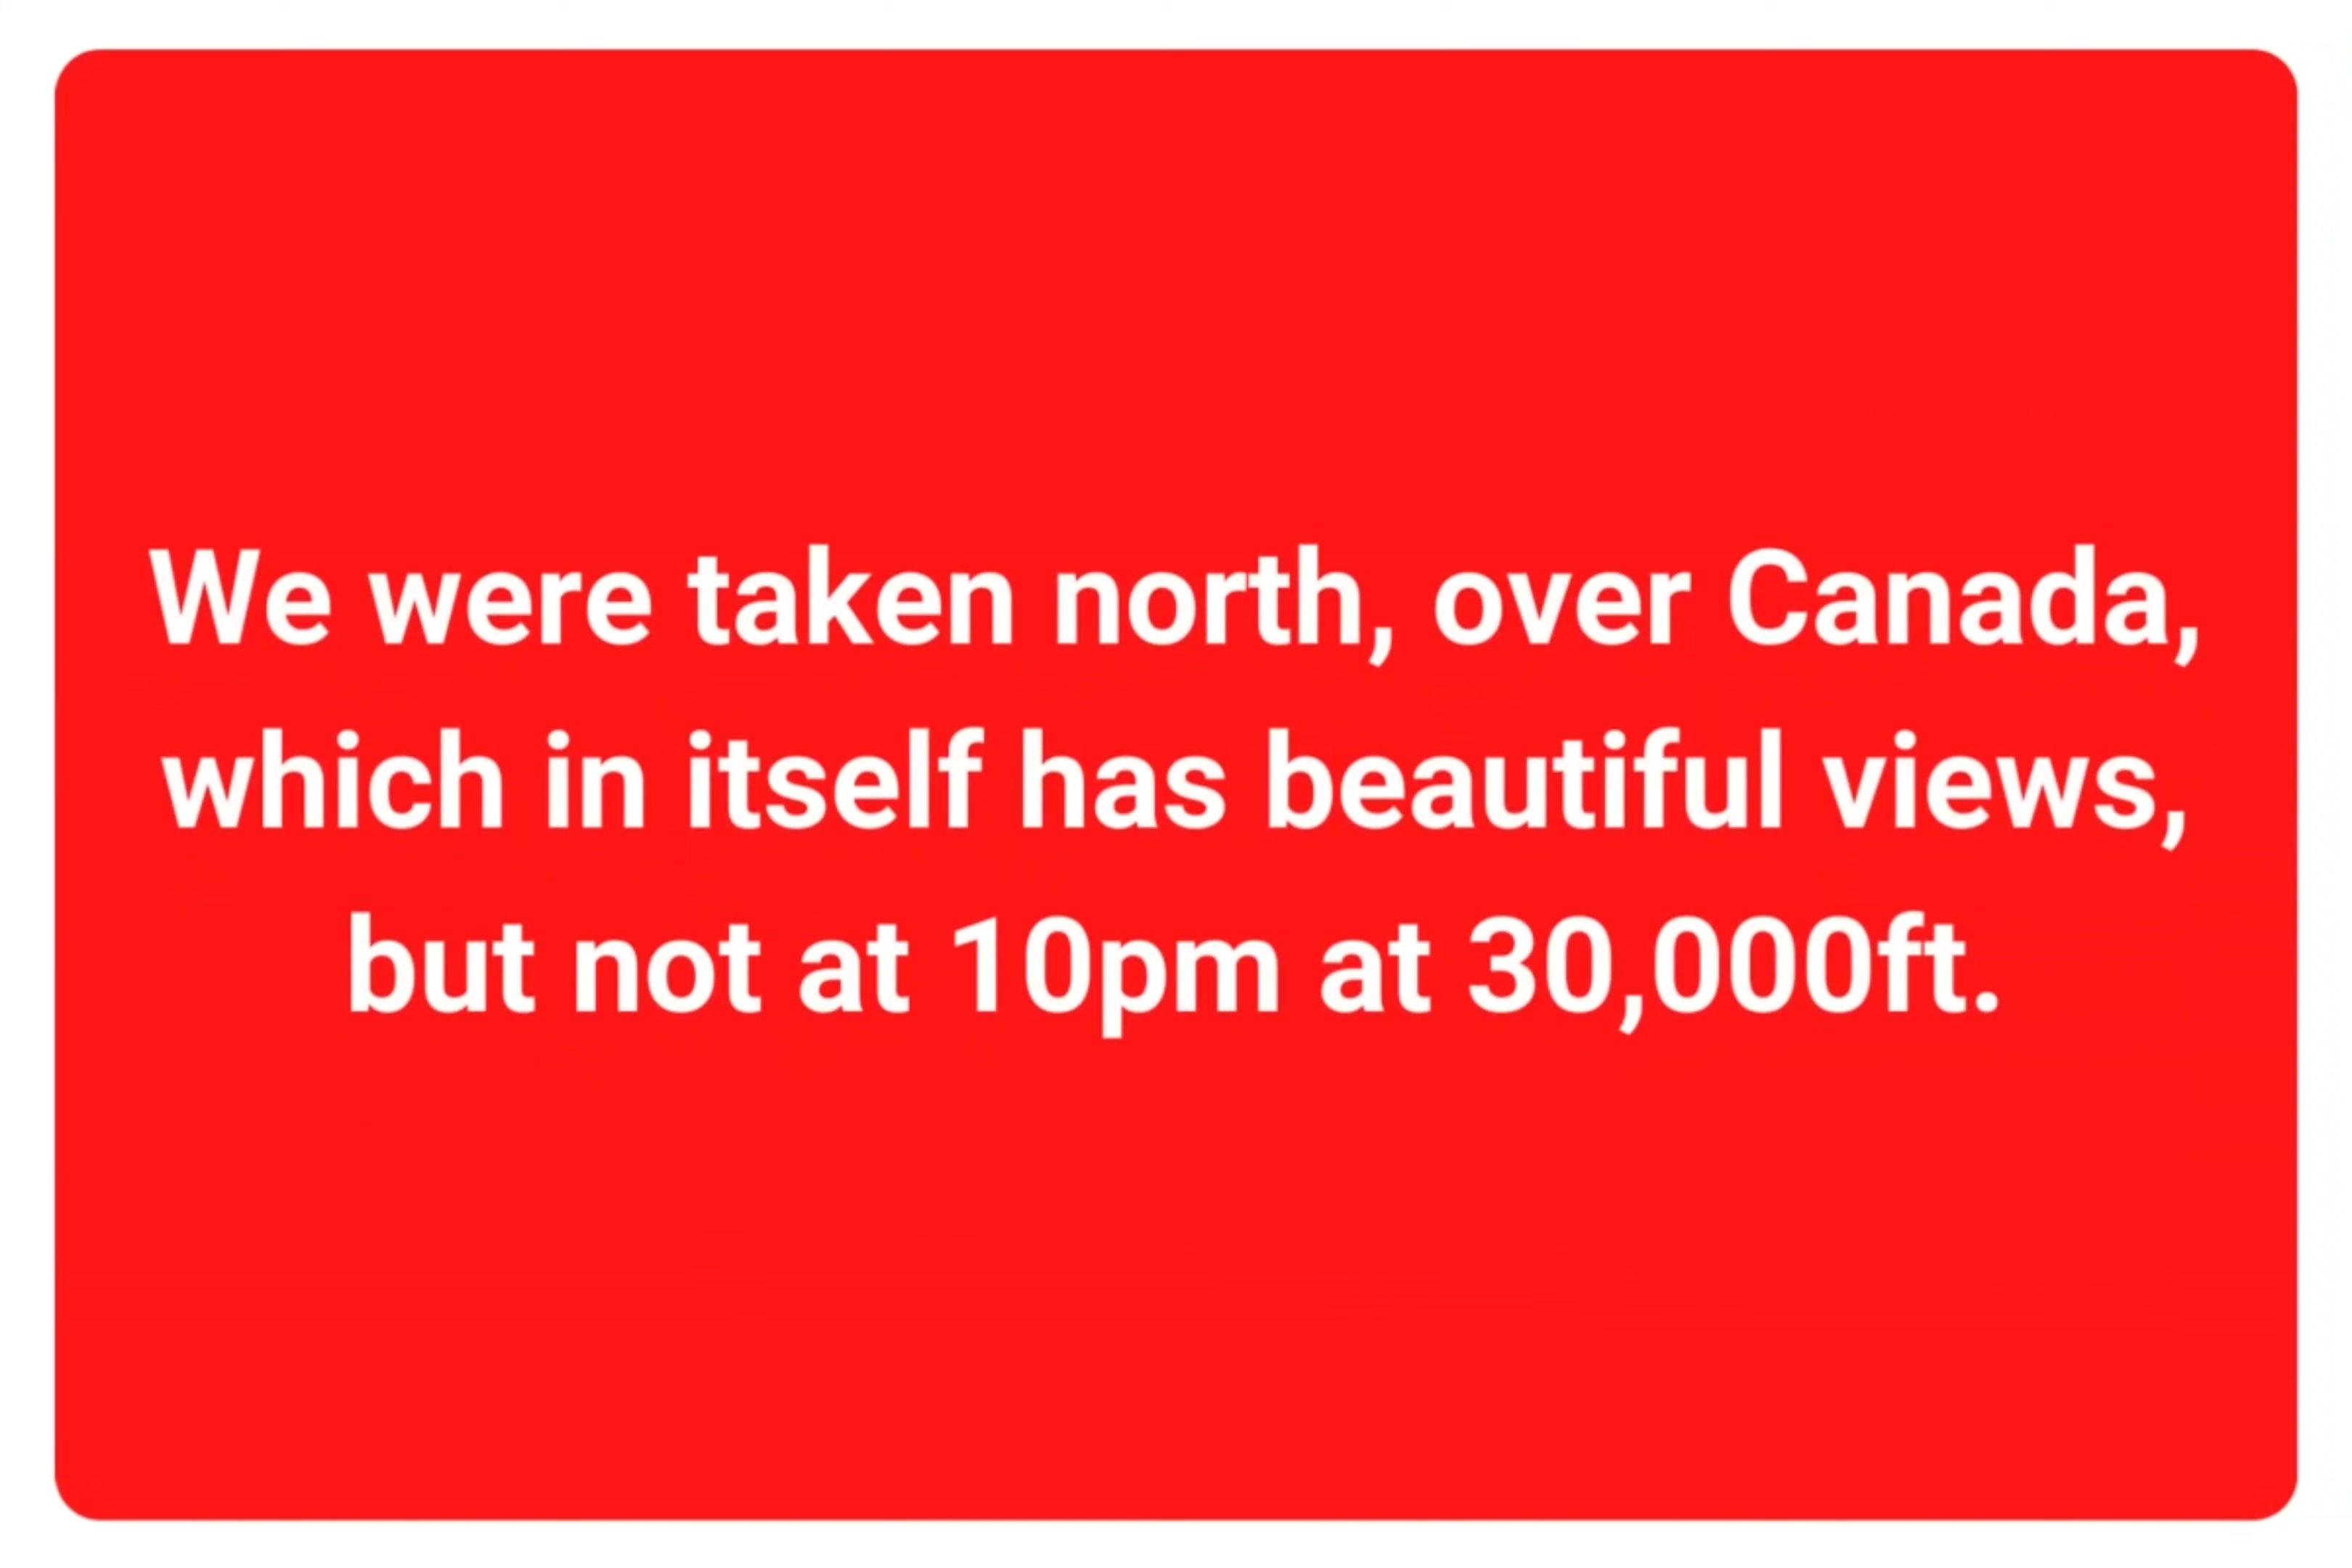 We were taken north, over Canada,
which in itself has beautiful views,
but not at 10pm at 30,000ft.